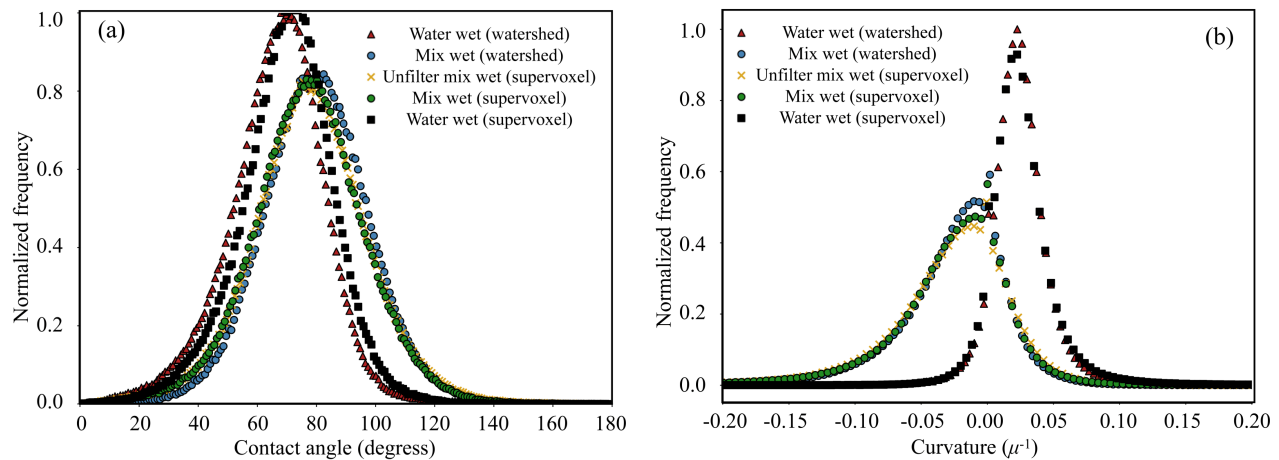 (a)
Water wet (watershed)
Mix wet (watershed)
Unfilter mix wet (supervoxel)
Mix wet (supervoxel)
Water wet (supervoxel)
Normalized frequency
1.0
0.8
0.6
0.4
0.2
0.0
0 20 40 60 80 100 120 140 160 180
Contact angle (degress)
(b)
Water wet (watershed)
Mix wet (watershed)
Unfilter mix wet (supervoxel)
Mix wet (supervoxel)
Water wet (supervoxel)
Normalized frequency
1.0
0.8
0.6
0.4
0.2
0.0
-0.20 -0.15 -0.10 -0.05 0.00 0.05 0.10 0.15 0.20
Curvature (μ⁻¹)